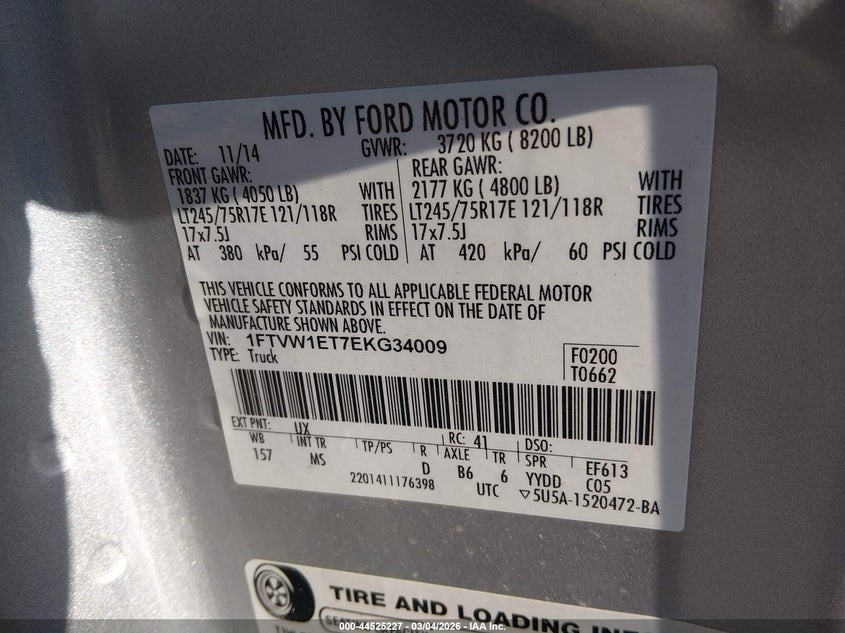 MFD. BY FORD MOTOR CO.
DATE: 11/14 GVWR: 3720 KG ( 8200 LB)
FRONT GAWR: REAR GAWR:
1837 KG ( 4050 LB) WITH 2177 KG ( 4800 LB) WITH
LT245/75R17E 121/118R TIRES LT245/75R17E 121/118R TIRES
17x7.5J RIMS 17x7.5J RIMS
AT 380 kPa/ 55 PSI COLD AT 420 kPa/ 60 PSI COLD
THIS VEHICLE CONFORMS TO ALL APPLICABLE FEDERAL MOTOR
VEHICLE SAFETY STANDARDS IN EFFECT ON THE DATE OF
MANUFACTURE SHOWN ABOVE.
VIN: 1FTVW1ET7EKG34009
TYPE: Truck
F0200
T0662
EXT PNT: UX RC: 41 DSO:
WB INT TR TP/PS R AXLE TR SPR EF613
157 MS D B6 6 YYDD C05
2201411176398 UTC ▽5U5A-1520472-BA
TIRE AND LOADING
000-44525227 - 03/04/2026 - IAA Inc.